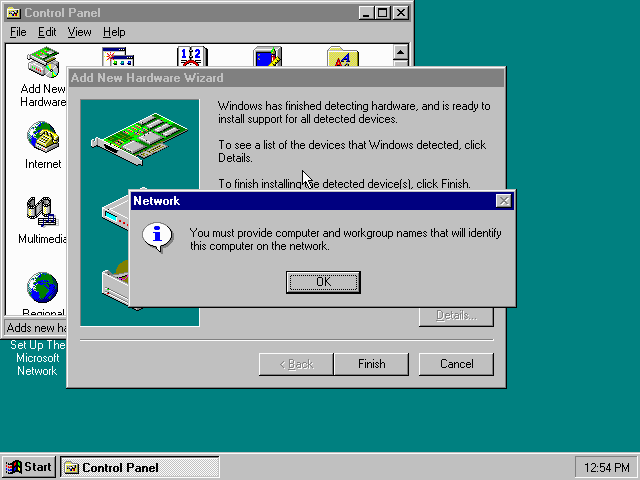 Control Panel
File Edit View Help
Add New
Hardware
Internet
Multimedia
Regional
Adds new ha
Add New Hardware Wizard
Windows has finished detecting hardware, and is ready to
install support for all detected devices.
To see a list of the devices that Windows detected, click
Details.
To finish installing the detected device(s), click Finish.
Network
You must provide computer and workgroup names that will identify
this computer on the network.
OK
Details...
< Back
Finish
Cancel
Set Up The
Microsoft
Network
Start
Control Panel
12:54 PM